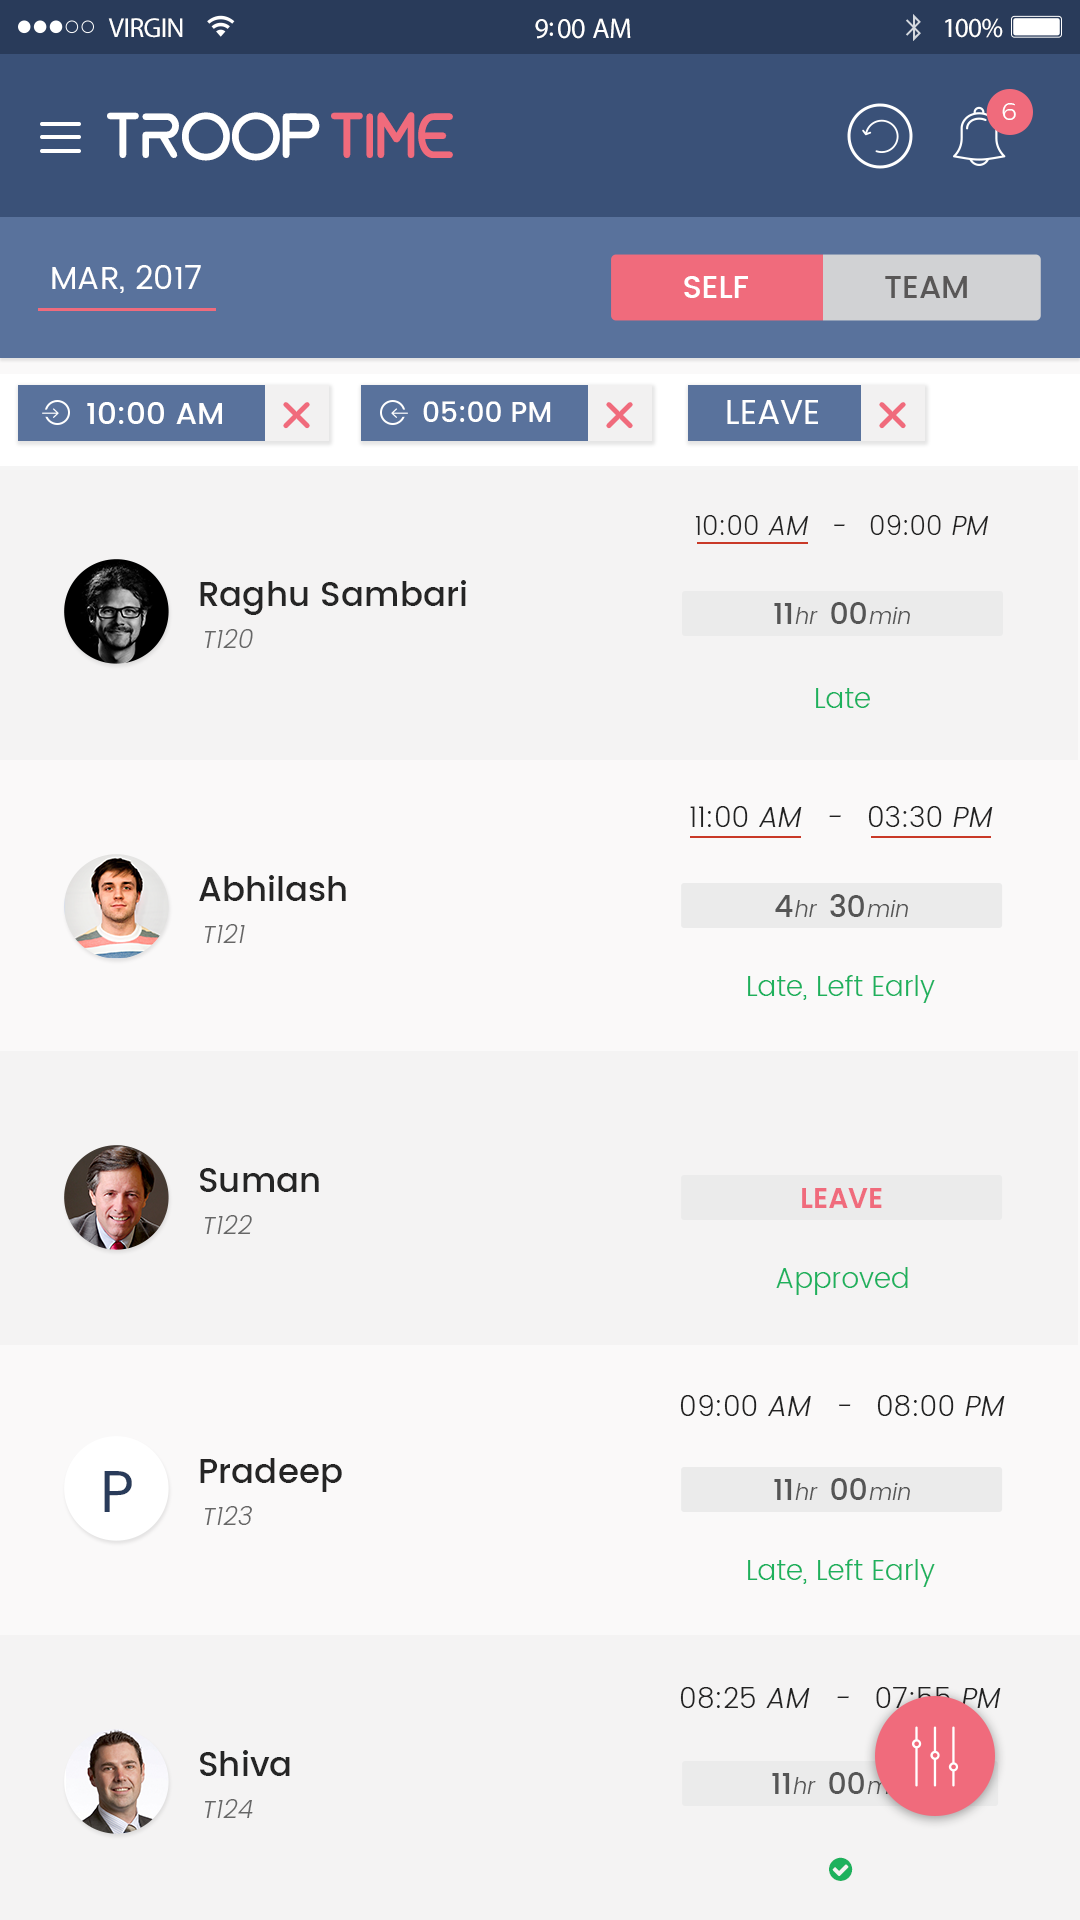 VIRGIN 9:00 AM 100%
TROOP TIME 6
MAR, 2017 SELF TEAM
10:00 AM 05:00 PM LEAVE
10:00 AM - 09:00 PM
Raghu Sambari
T120
11hr 00min
Late
11:00 AM - 03:30 PM
Abhilash
T121
4hr 30min
Late, Left Early
Suman
T122
LEAVE
Approved
09:00 AM - 08:00 PM
P
Pradeep
T123
11hr 00min
Late, Left Early
08:25 AM - 07:55 PM
Shiva
T124
11hr 00m